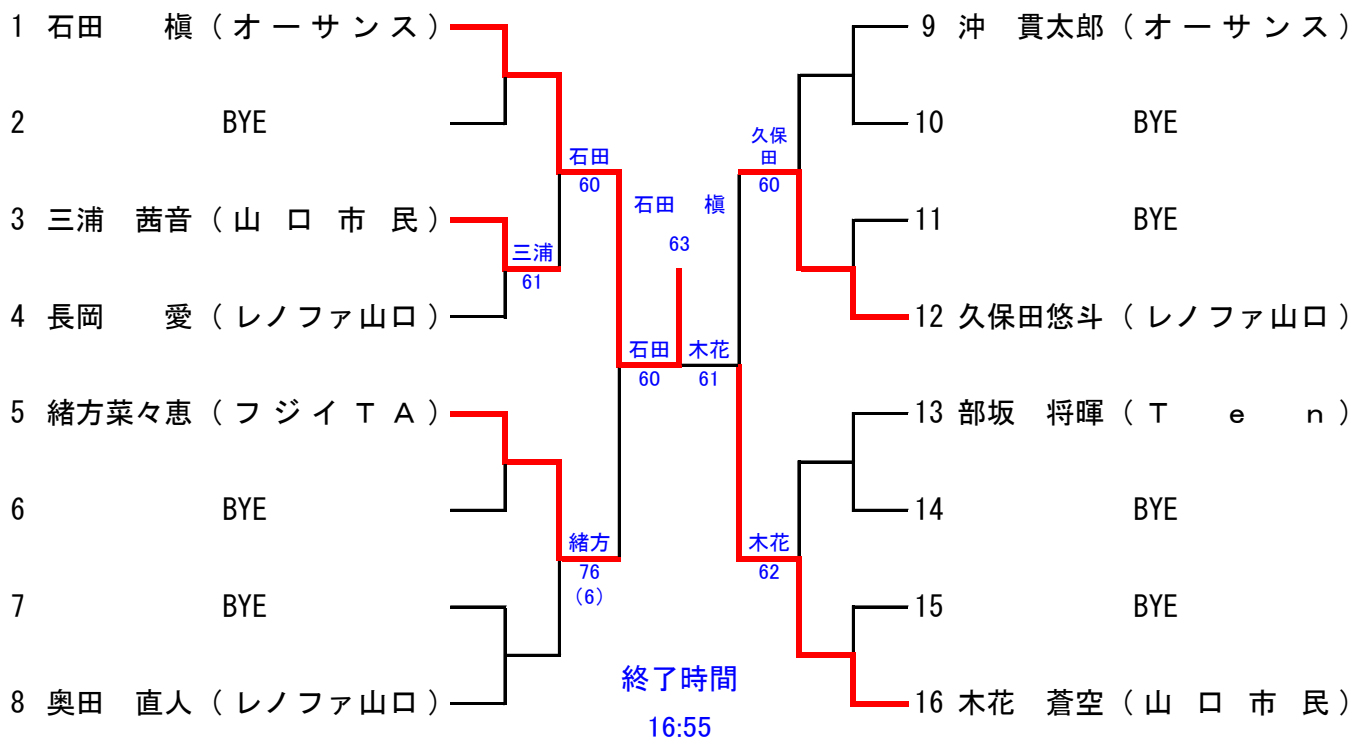 1 石田　　槇（オーサンス）
2 BYE
3 三浦　茜音（山口市民）
4 長岡　　愛（レノファ山口）
5 緒方菜々恵（フジイＴＡ）
6 BYE
7 BYE
8 奥田　直人（レノファ山口）
三浦
61
石田
60
緒方
76
(6)
石田
60
石田　槇
63
木花
61
久保
田
60
木花
62
終了時間
16:55
9 沖　貫太郎（オーサンス）
10 BYE
11 BYE
12 久保田悠斗（レノファ山口）
13 部坂　将暉（Ｔｅｎ）
14 BYE
15 BYE
16 木花　蒼空（山口市民）